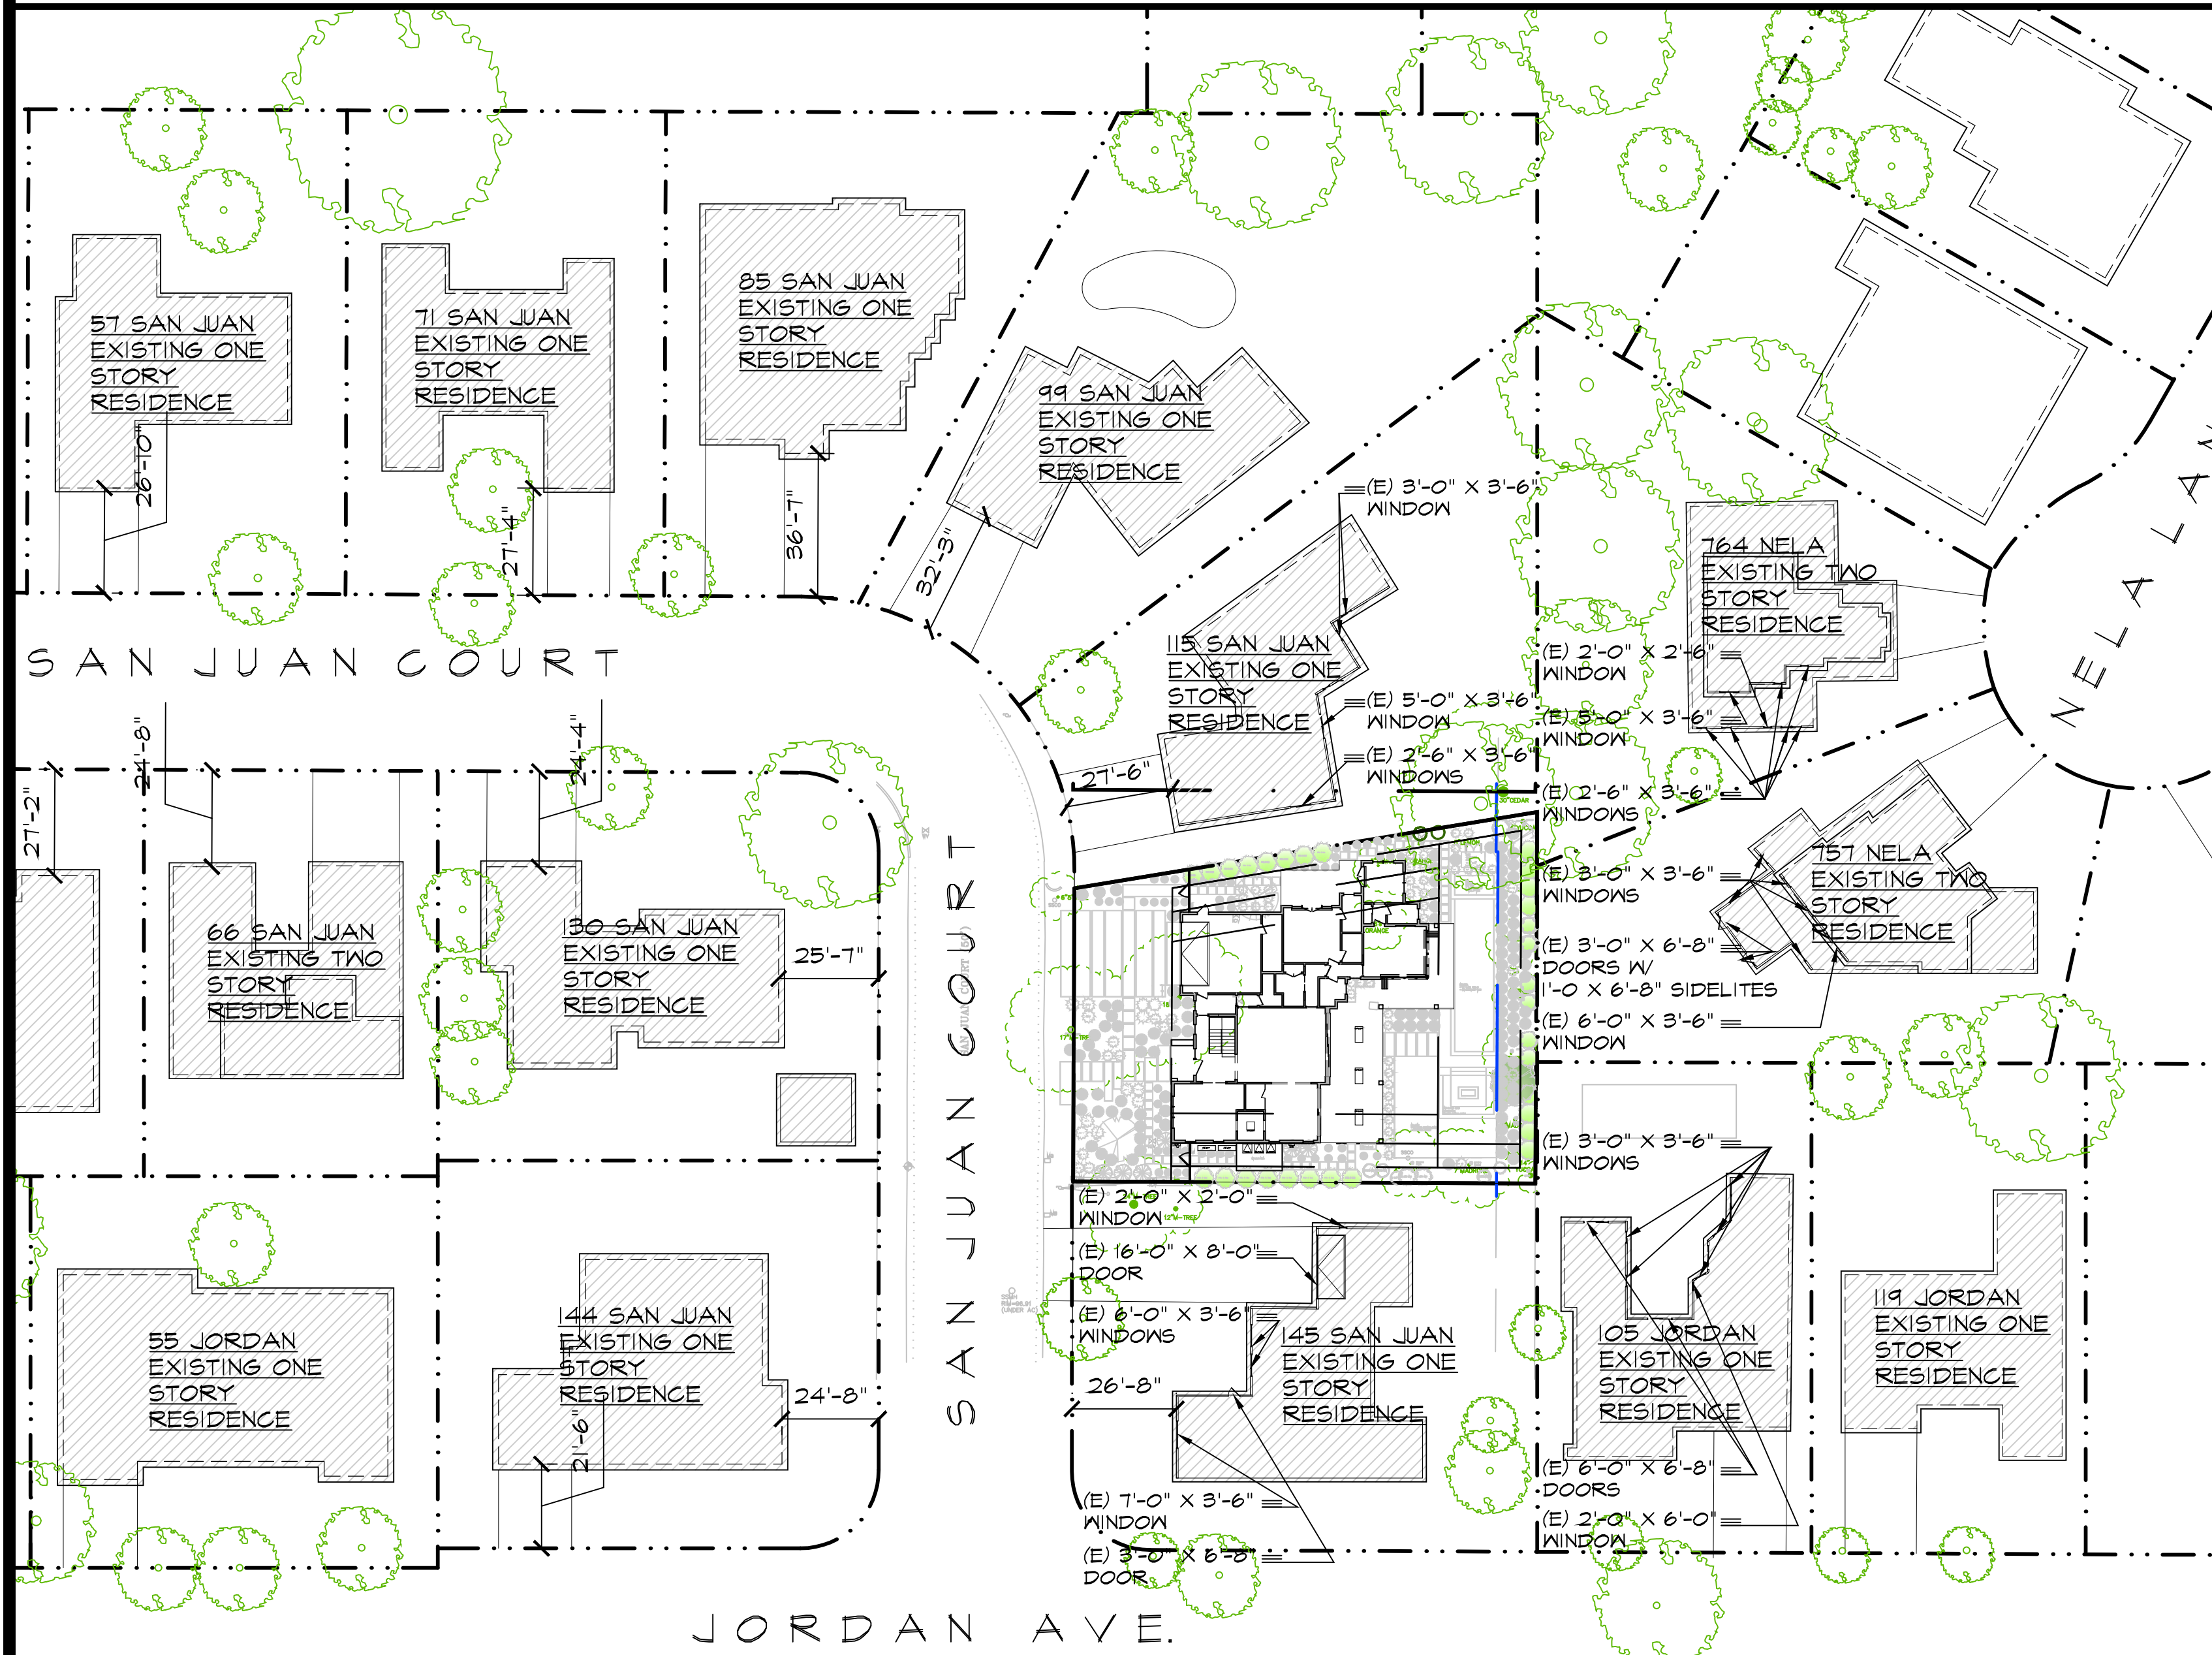 85 SAN JUAN
EXISTING ONE
STORY
RESIDENCE
57 SAN JUAN
EXISTING ONE
STORY
RESIDENCE
71 SAN JUAN
EXISTING ONE
STORY
RESIDENCE
99 SAN JUAN
EXISTING ONE
STORY
RESIDENCE
26'-10"
27'-4"
36'-7"
32'-3"
(E) 3'-0" X 3'-6"
WINDOW
764 NELA
EXISTING TWO
STORY
RESIDENCE
NELA LAN
SAN JUAN COURT
115 SAN JUAN
EXISTING ONE
STORY
RESIDENCE
(E) 2'-0" X 2'-6"
WINDOW
(E) 5'-0" X 3'-6"
WINDOW
(E) 5'-0" X 3'-6"
WINDOW
(E) 2'-6" X 3'-6"
WINDOWS
(E) 2'-6" X 3'-6"
WINDOWS
27'-6"
27'-2"
24'-8"
24'-4"
30"CEDAR
(E) 3'-0" X 3'-6"
WINDOWS
757 NELA
EXISTING TWO
STORY
RESIDENCE
66 SAN JUAN
EXISTING TWO
STORY
RESIDENCE
130 SAN JUAN
EXISTING ONE
STORY
RESIDENCE
25'-7"
SAN JUAN COURT
ORANGE
(E) 3'-0" X 6'-8"
DOORS W/
1'-0 X 6'-8" SIDELITES
(E) 6'-0" X 3'-6"
WINDOW
(E) 3'-0" X 3'-6"
WINDOWS
(E) 2'-0" X 2'-0"
WINDOW
12"M-TREE
(E) 16'-0" X 8'-0"
DOOR
(UNDER AC)
(E) 6'-0" X 3'-6"
WINDOWS
55 JORDAN
EXISTING ONE
STORY
RESIDENCE
144 SAN JUAN
EXISTING ONE
STORY
RESIDENCE
24'-8"
21'-6"
26'-8"
145 SAN JUAN
EXISTING ONE
STORY
RESIDENCE
105 JORDAN
EXISTING ONE
STORY
RESIDENCE
119 JORDAN
EXISTING ONE
STORY
RESIDENCE
(E) 7'-0" X 3'-6"
WINDOW
(E) 3'-0" X 6'-8"
DOOR
(E) 6'-0" X 6'-8"
DOORS
(E) 2'-0" X 6'-0"
WINDOW
JORDAN AVE.